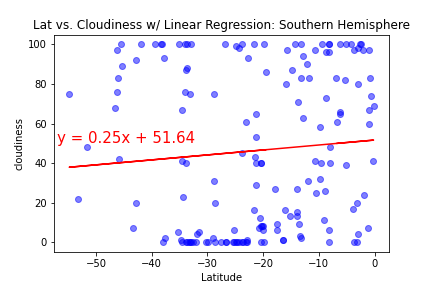 Lat vs. Cloudiness w/ Linear Regression: Southern Hemisphere
100
80
60
40
20
0
cloudiness
y = 0.25x + 51.64
−50 −40 −30 −20 −10 0
Latitude